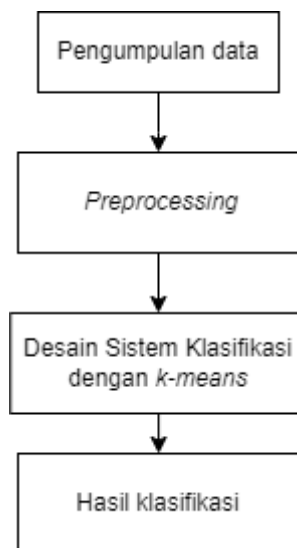 Pengumpulan data
Preprocessing
Desain Sistem Klasifikasi
dengan k-means
Hasil klasifikasi